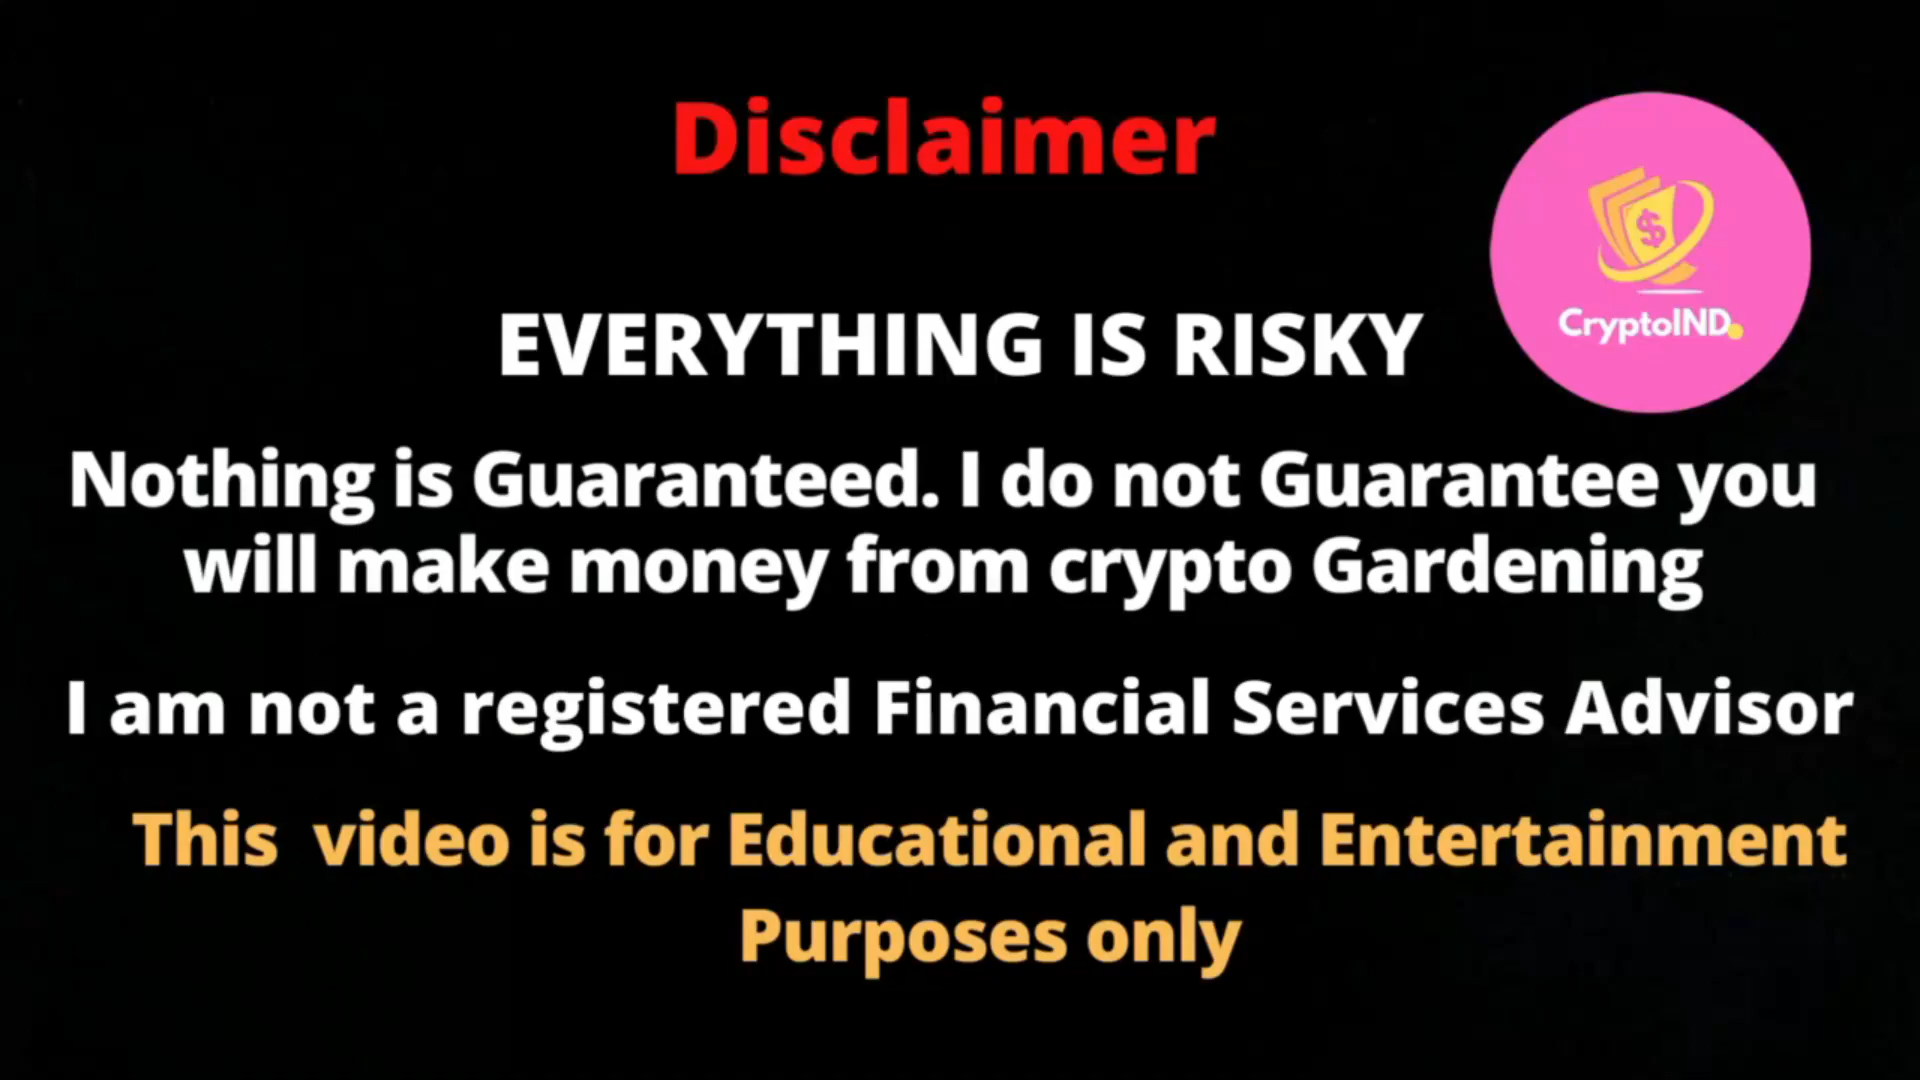 Disclaimer
$
CryptoIND.
EVERYTHING IS RISKY
Nothing is Guaranteed. I do not Guarantee you
will make money from crypto Gardening
I am not a registered Financial Services Advisor
This  video is for Educational and Entertainment
Purposes only